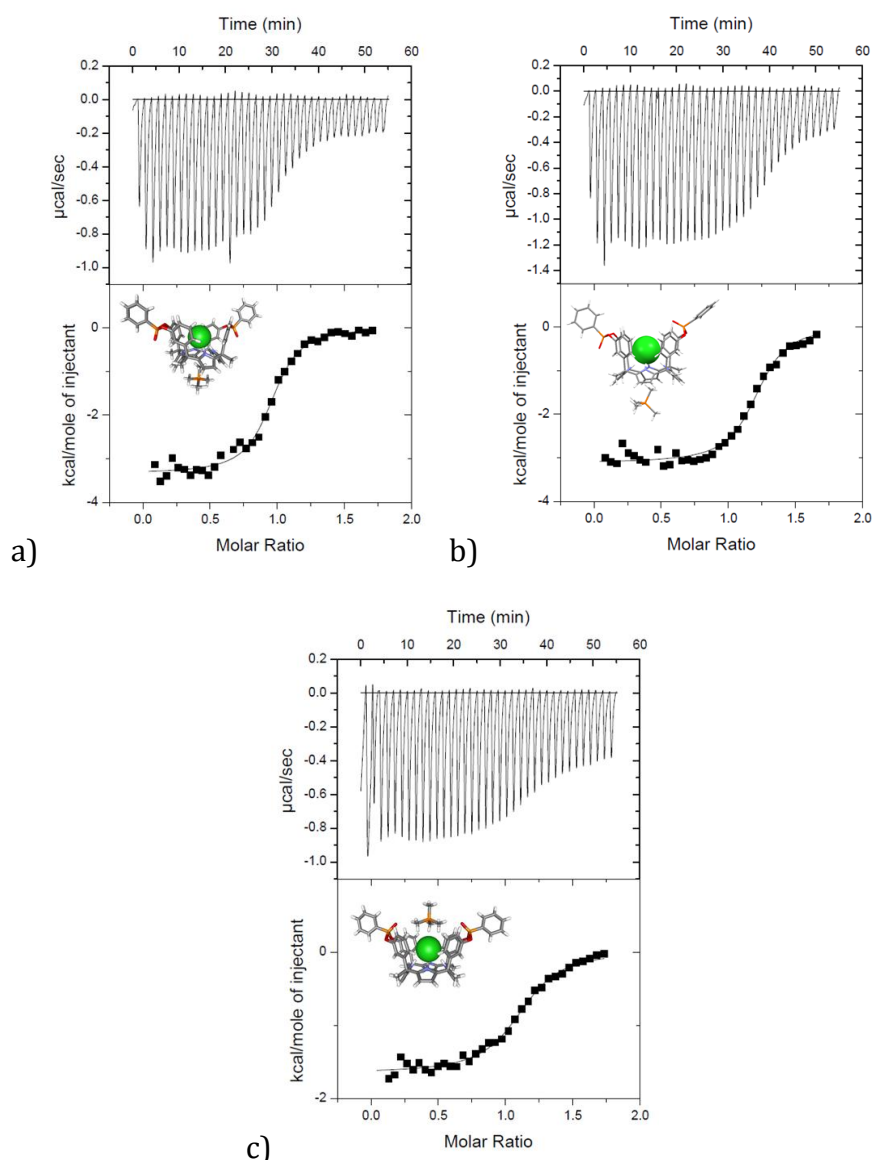 Time (min)
0 10 20 30 40 50 60
0.2
0.0
-0.2
-0.4
-0.6
-0.8
-1.0
µcal/sec
0
-2
-4
kcal/mole of injectant
0.0 0.5 1.0 1.5 2.0
Molar Ratio
a)
Time (min)
0 10 20 30 40 50 60
0.2
0.0
-0.2
-0.4
-0.6
-0.8
-1.0
-1.2
-1.4
µcal/sec
0
-2
-4
kcal/mole of injectant
0.0 0.5 1.0 1.5 2.0
Molar Ratio
b)
Time (min)
0 10 20 30 40 50 60
0.2
0.0
-0.2
-0.4
-0.6
-0.8
-1.0
µcal/sec
0
-2
kcal/mole of injectant
0.0 0.5 1.0 1.5 2.0
Molar Ratio
c)